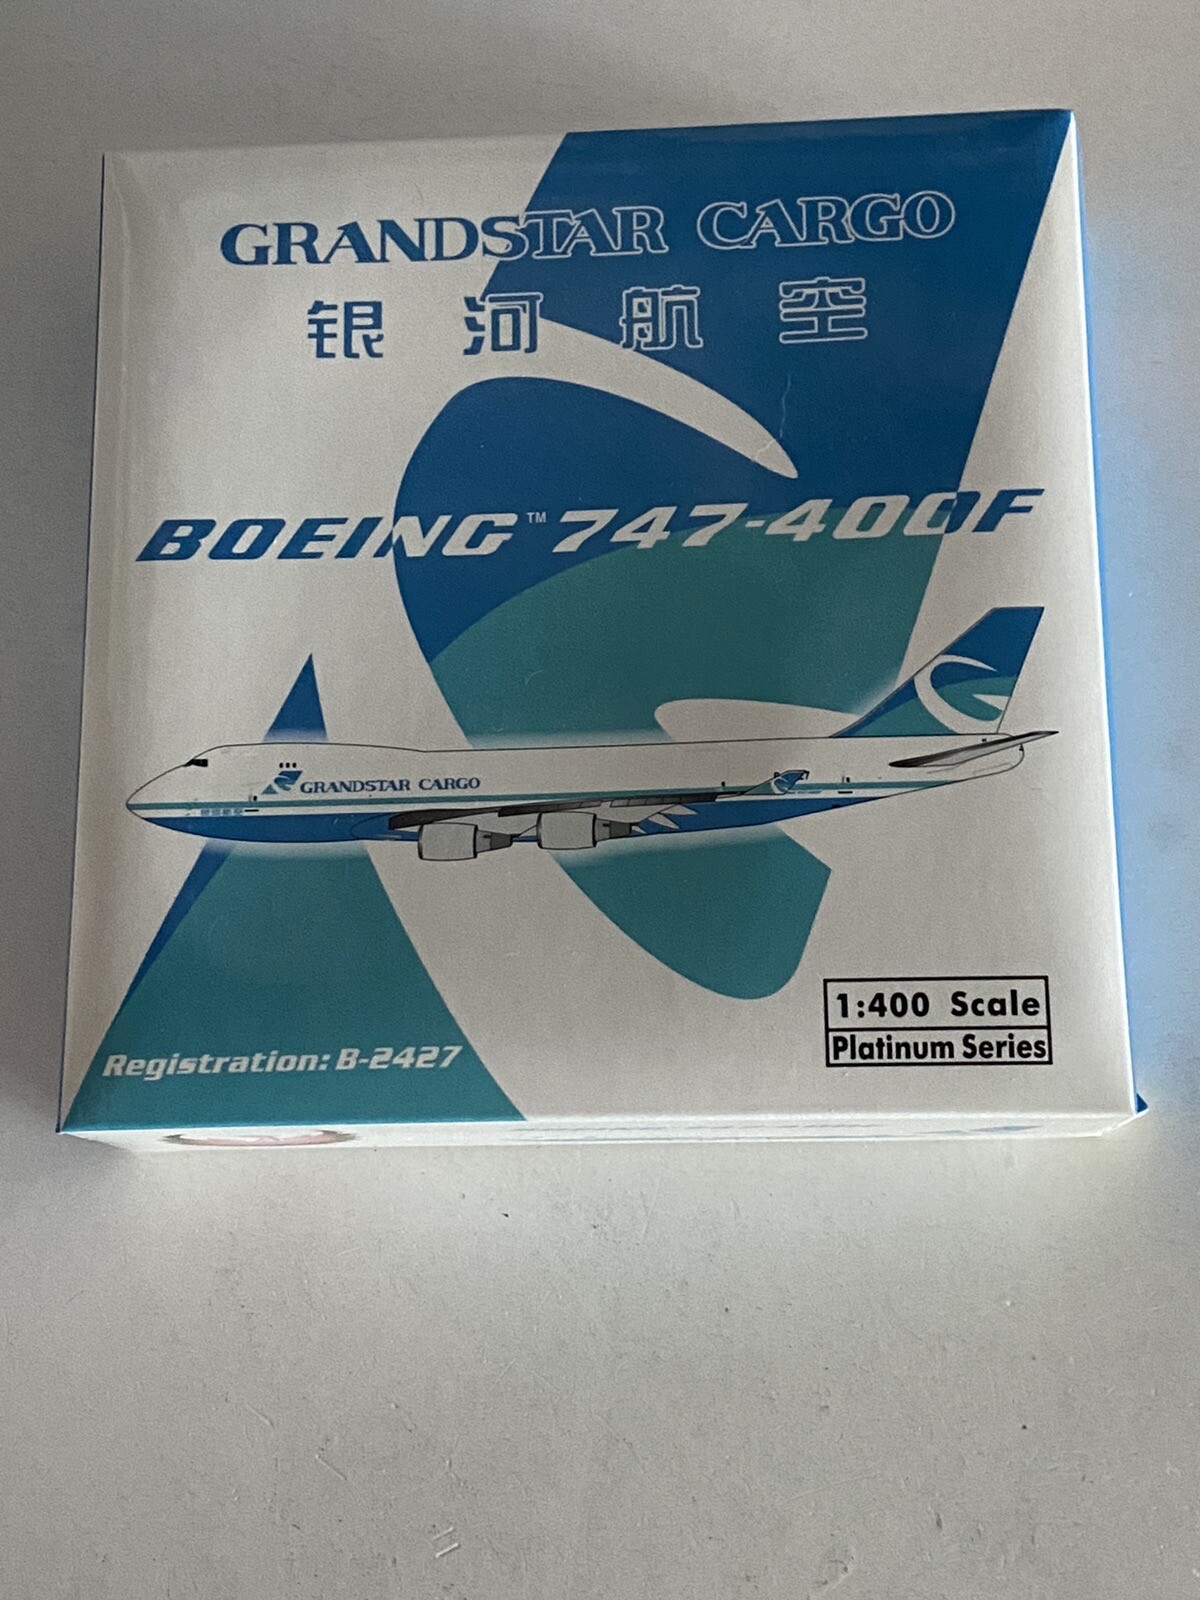 GRANDSTAR CARGO
银河航空
BOEING™ 747-400F
GRANDSTAR CARGO
1:400 Scale
Platinum Series
Registration: B-2427